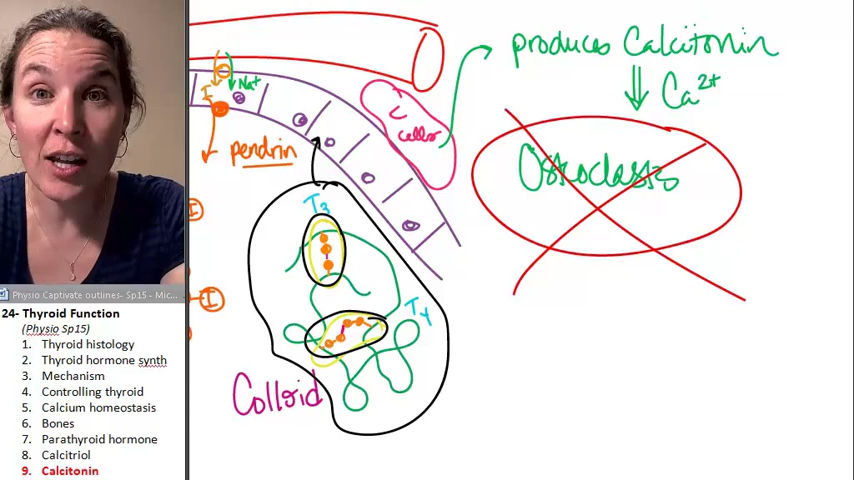 produces Calcitonin
Ca2+
Osteoclasts
Na+
I
C
cells
pendrin
T3
T4
I
I
Colloid
Physio Captivate outlines- Sp15 - Mic...
24- Thyroid Function
(Physio Sp15)
1. Thyroid histology
2. Thyroid hormone synth
3. Mechanism
4. Controlling thyroid
5. Calcium homeostasis
6. Bones
7. Parathyroid hormone
8. Calcitriol
9. Calcitonin